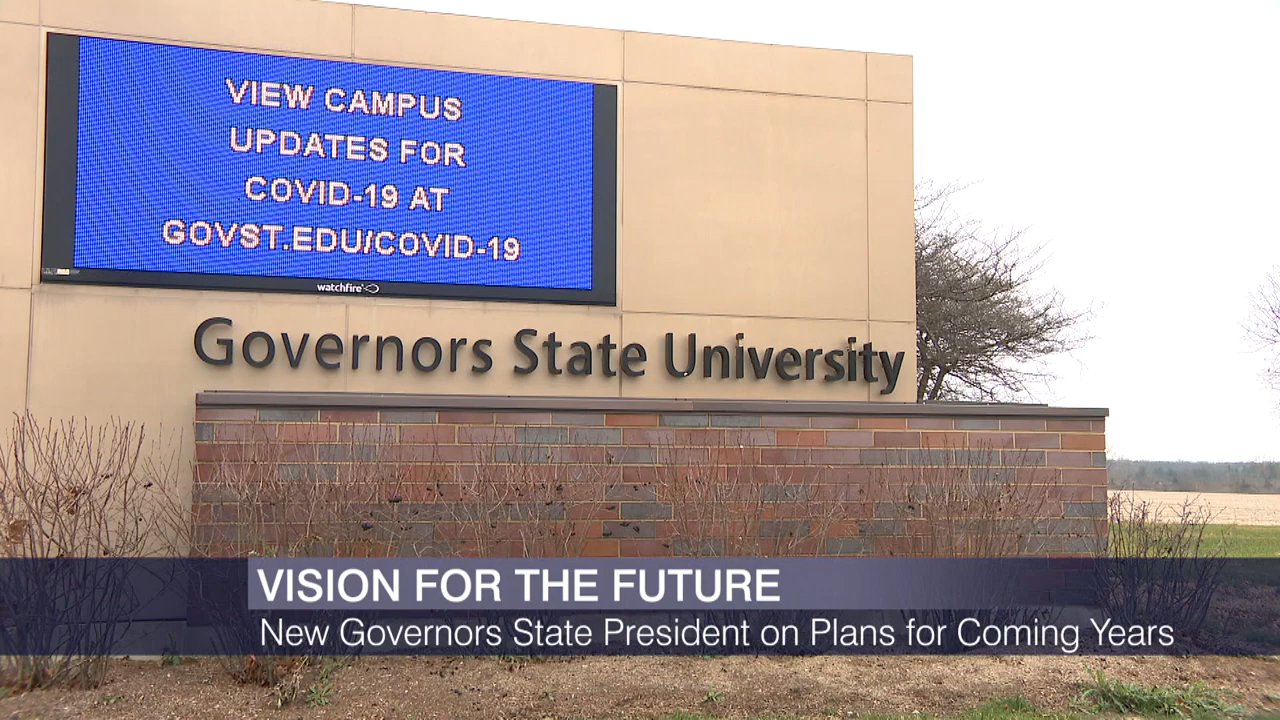 VIEW CAMPUS
UPDATES FOR
COVID-19 AT
GOVST.EDU/COVID-19
watchfire
Governors State University
VISION FOR THE FUTURE
New Governors State President on Plans for Coming Years